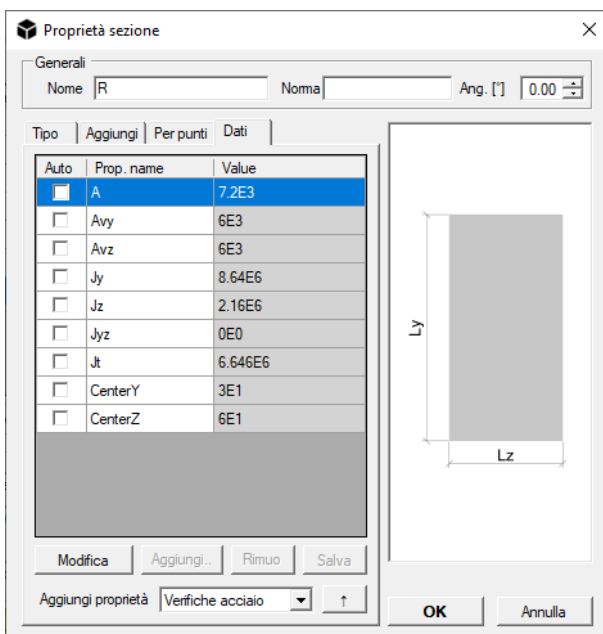 Proprietà sezione
Generali
Nome R Norma Ang. [°] 0.00
Tipo Aggiungi Per punti Dati
Auto Prop. name Value
A 7.2E3
Avy 6E3
Avz 6E3
Jy 8.64E6
Jz 2.16E6
Jyz 0E0
Jt 6.646E6
CenterY 3E1
CenterZ 6E1
Ly
Lz
Modifica Aggiungi.. Rimuo Salva
Aggiungi proprietà Verifiche acciaio ↑
OK Annulla